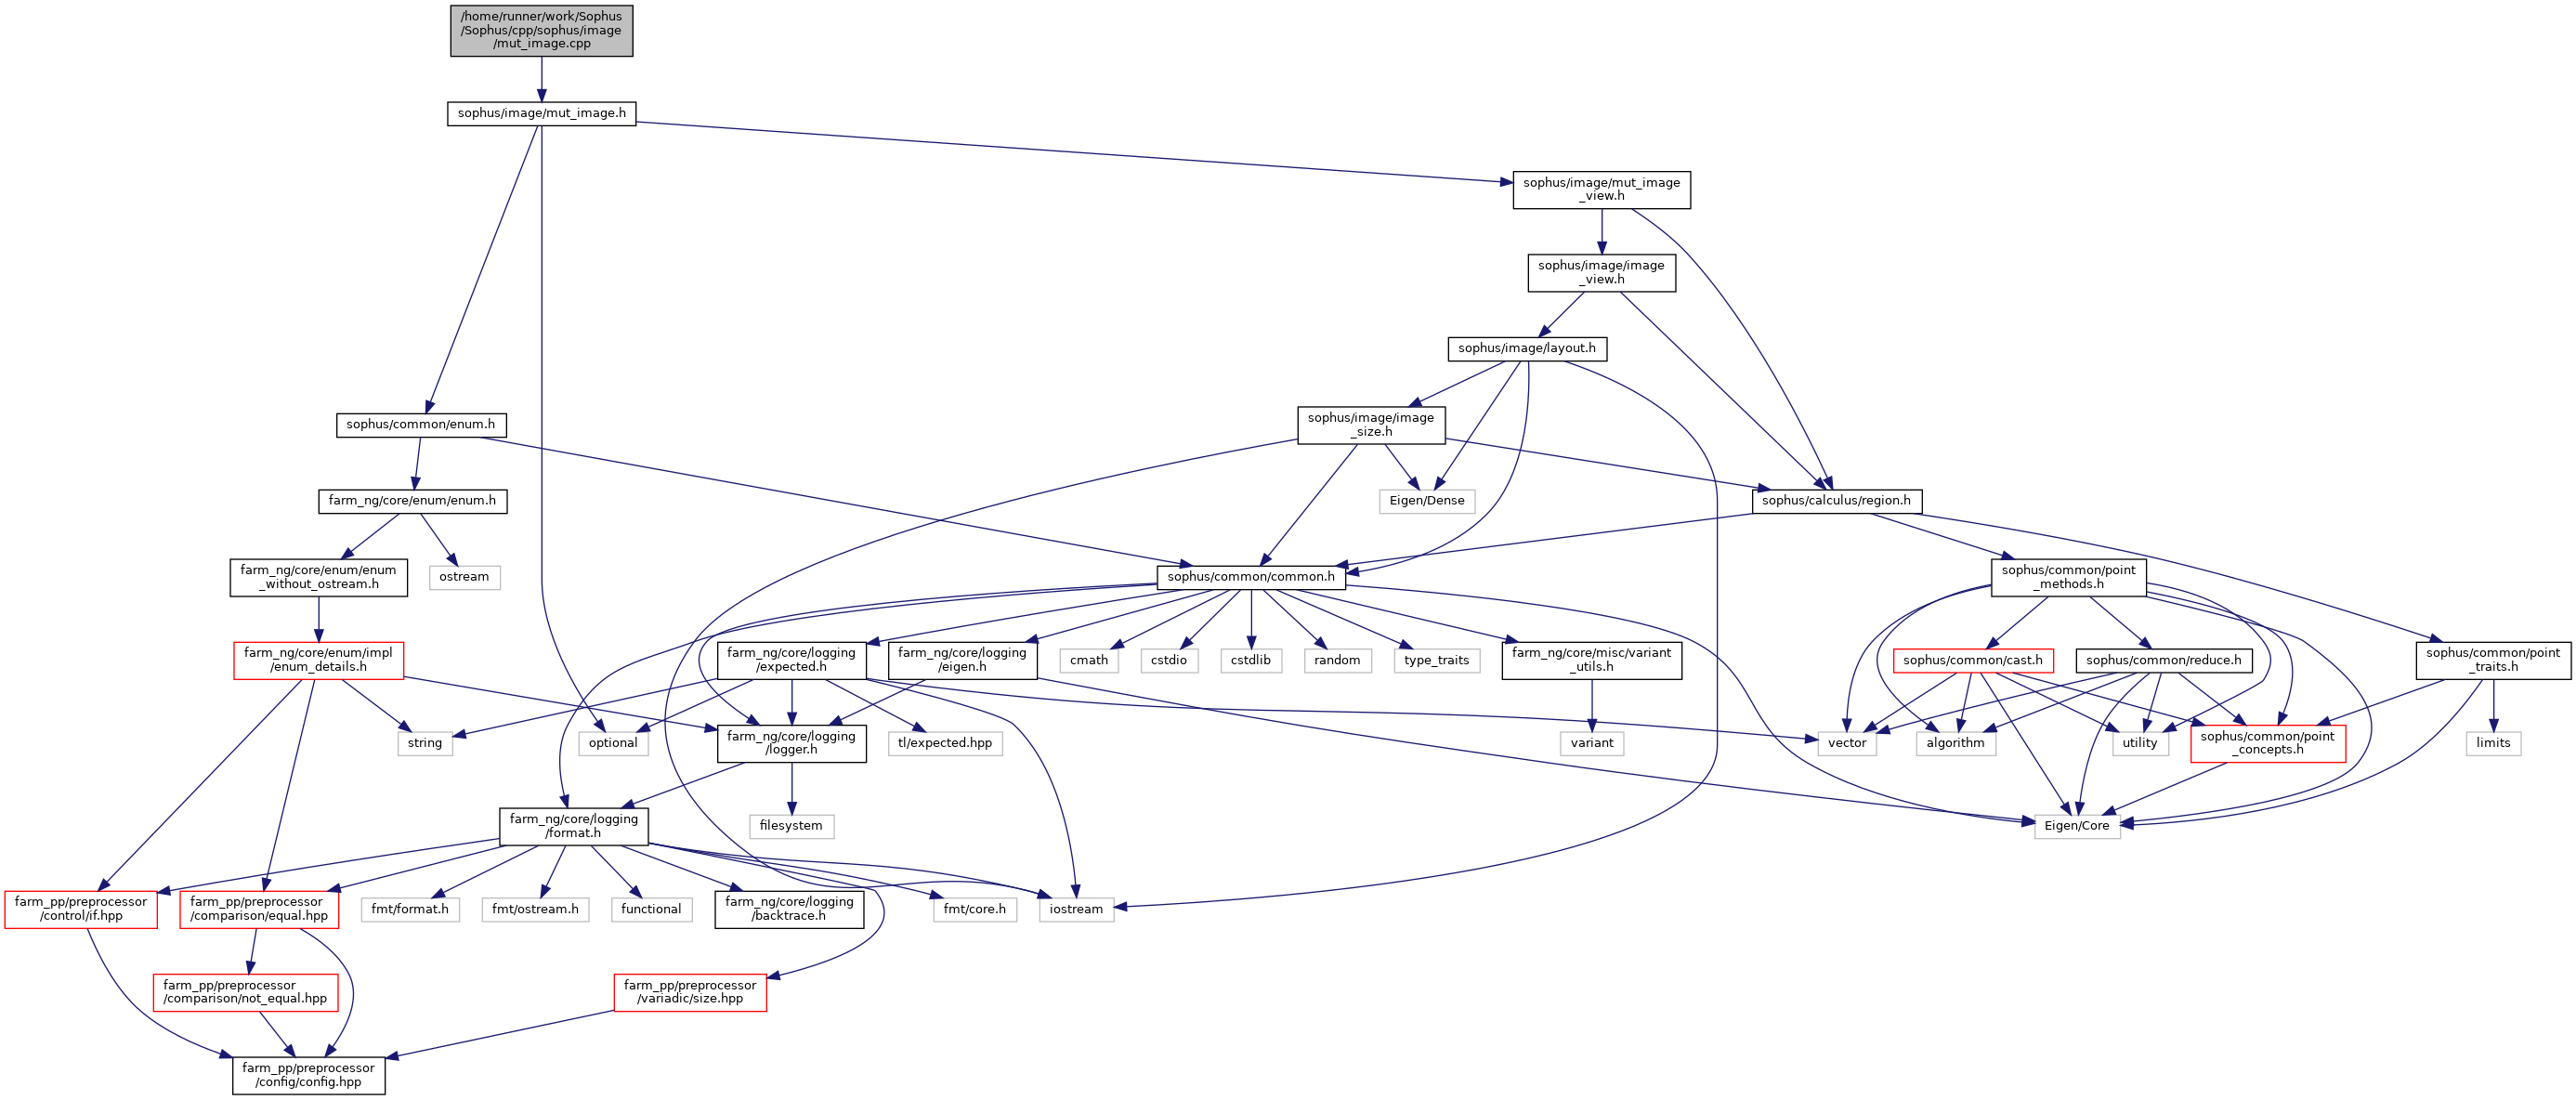 /home/runner/work/Sophus
/Sophus/cpp/sophus/image
/mut_image.cpp
sophus/image/mut_image.h
sophus/image/mut_image
_view.h
sophus/image/image
_view.h
sophus/image/layout.h
sophus/image/image
_size.h
sophus/common/enum.h
farm_ng/core/enum/enum.h
Eigen/Dense
sophus/calculus/region.h
farm_ng/core/enum/enum
_without_ostream.h
ostream
sophus/common/common.h
sophus/common/point
_methods.h
farm_ng/core/enum/impl
/enum_details.h
farm_ng/core/logging
/expected.h
farm_ng/core/logging
/eigen.h
cmath
cstdio
cstdlib
random
type_traits
farm_ng/core/misc/variant
_utils.h
sophus/common/cast.h
sophus/common/reduce.h
sophus/common/point
_traits.h
string
optional
farm_ng/core/logging
/logger.h
tl/expected.hpp
variant
vector
algorithm
utility
sophus/common/point
_concepts.h
limits
farm_ng/core/logging
/format.h
filesystem
Eigen/Core
farm_pp/preprocessor
/control/if.hpp
farm_pp/preprocessor
/comparison/equal.hpp
fmt/format.h
fmt/ostream.h
functional
farm_ng/core/logging
/backtrace.h
fmt/core.h
iostream
farm_pp/preprocessor
/comparison/not_equal.hpp
farm_pp/preprocessor
/variadic/size.hpp
farm_pp/preprocessor
/config/config.hpp